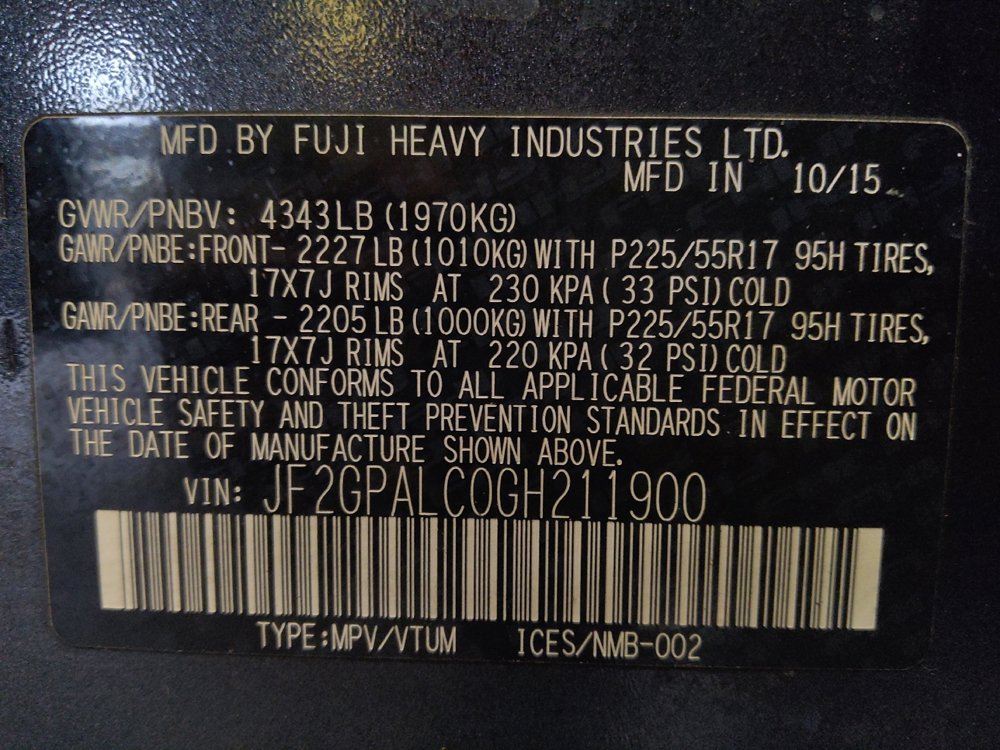 MFD BY FUJI HEAVY INDUSTRIES LTD.
MFD IN 10/15
GVWR/PNBV: 4343LB (1970KG)
GAWR/PNBE:FRONT- 2227LB (1010KG) WITH P225/55R17 95H TIRES,
17X7J RIMS AT 230 KPA ( 33 PSI) COLD
GAWR/PNBE:REAR - 2205LB (1000KG) WITH P225/55R17 95H TIRES,
17X7J RIMS AT 220 KPA ( 32 PSI) COLD
THIS VEHICLE CONFORMS TO ALL APPLICABLE FEDERAL MOTOR
VEHICLE SAFETY AND THEFT PREVENTION STANDARDS IN EFFECT ON
THE DATE OF MANUFACTURE SHOWN ABOVE.
VIN: JF2GPALC0GH211900
TYPE:MPV/VTUM ICES/NMB-002